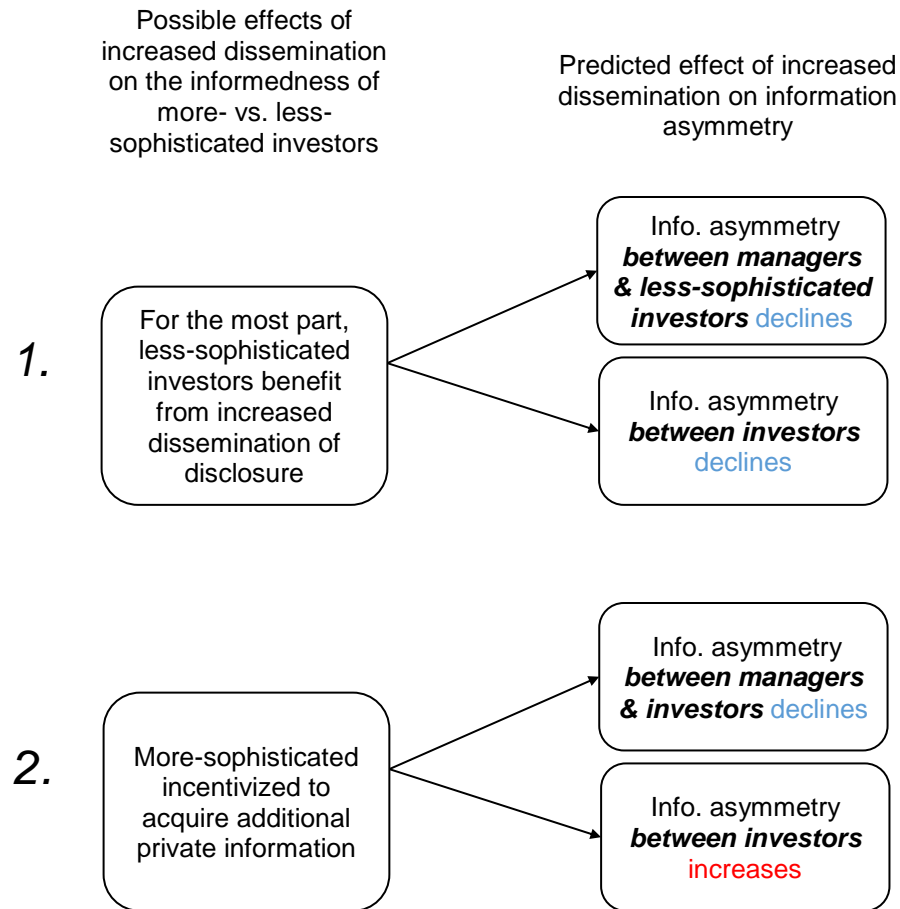 Possible effects of
increased dissemination
on the informedness of
more- vs. less-
sophisticated investors
Predicted effect of increased
dissemination on information
asymmetry
1.
For the most part,
less-sophisticated
investors benefit
from increased
dissemination of
disclosure
Info. asymmetry
between managers
& less-sophisticated
investors declines
Info. asymmetry
between investors
declines
2.
More-sophisticated
incentivized to
acquire additional
private information
Info. asymmetry
between managers
& investors declines
Info. asymmetry
between investors
increases